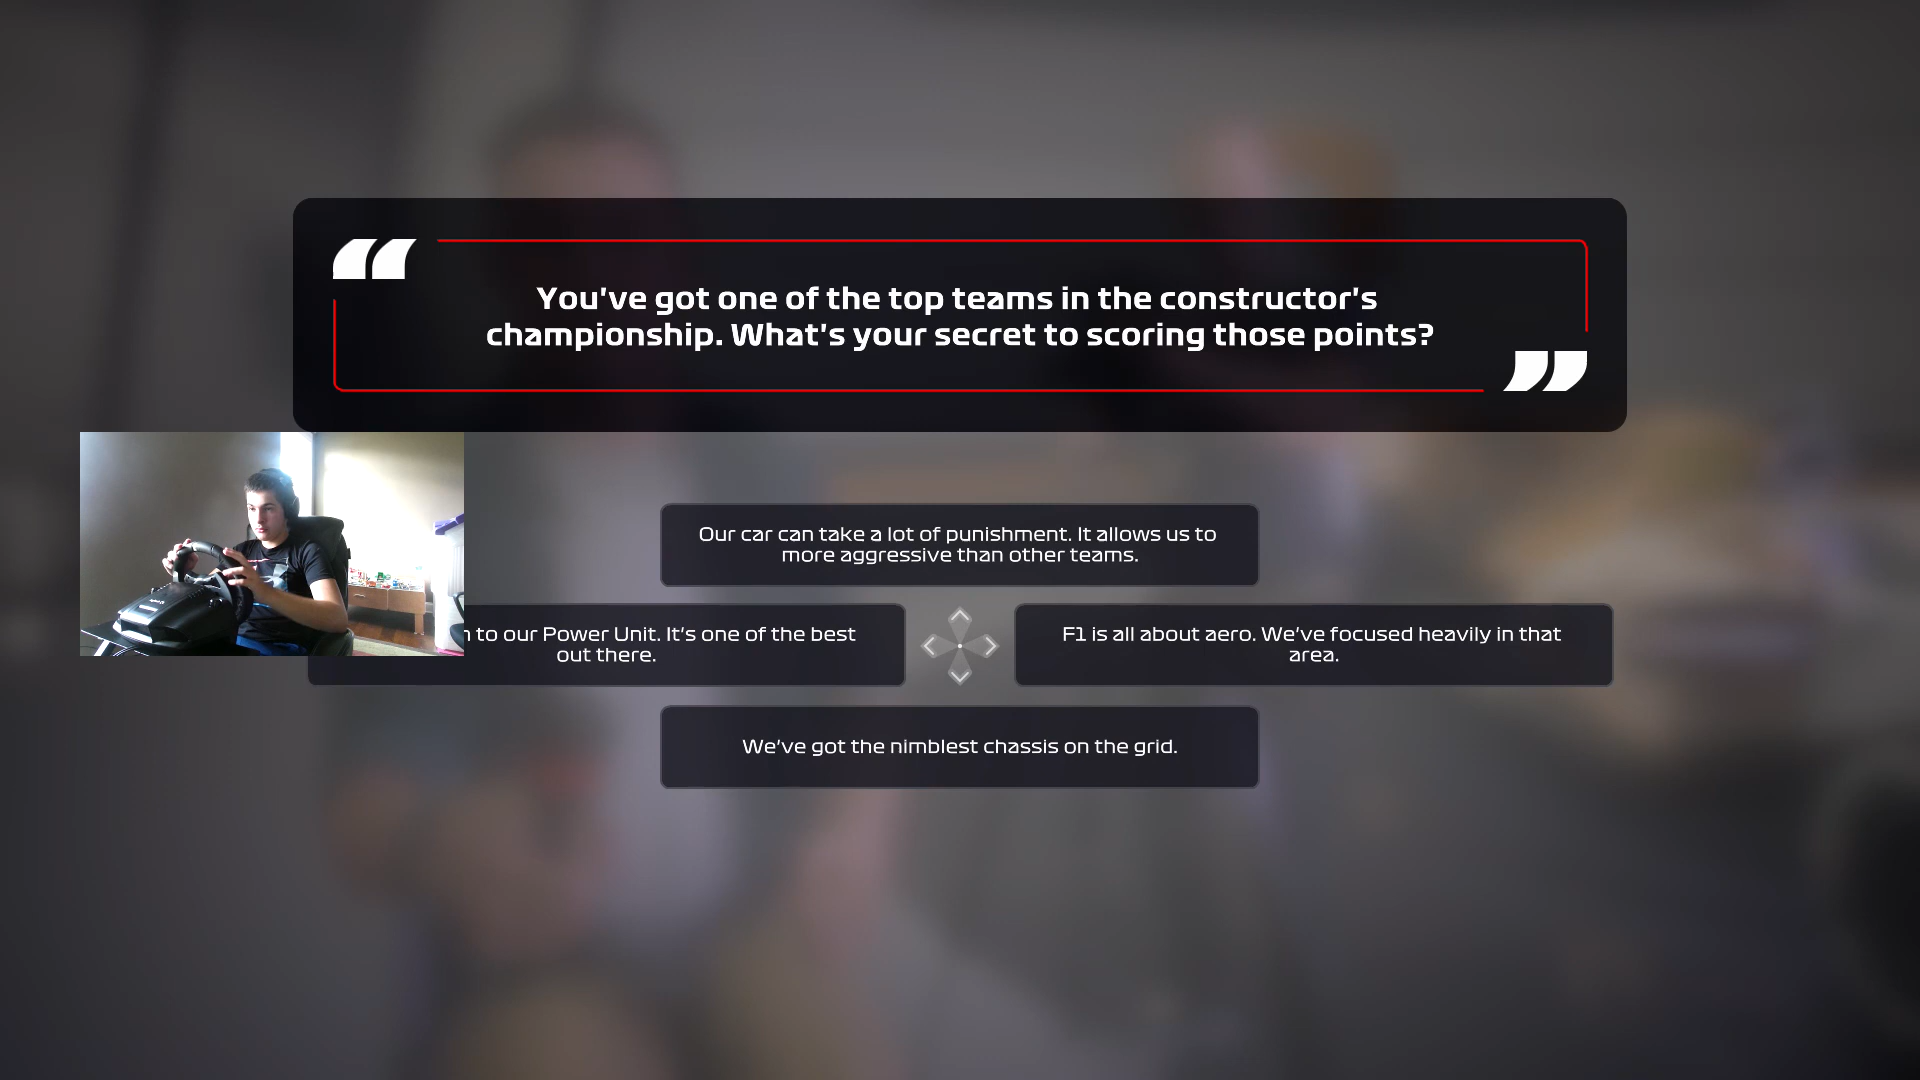 You've got one of the top teams in the constructor's
championship. What's your secret to scoring those points?
Our car can take a lot of punishment. It allows us to
more aggressive than other teams.
to our Power Unit. It's one of the best
out there.
F1 is all about aero. We've focused heavily in that
area.
We've got the nimblest chassis on the grid.